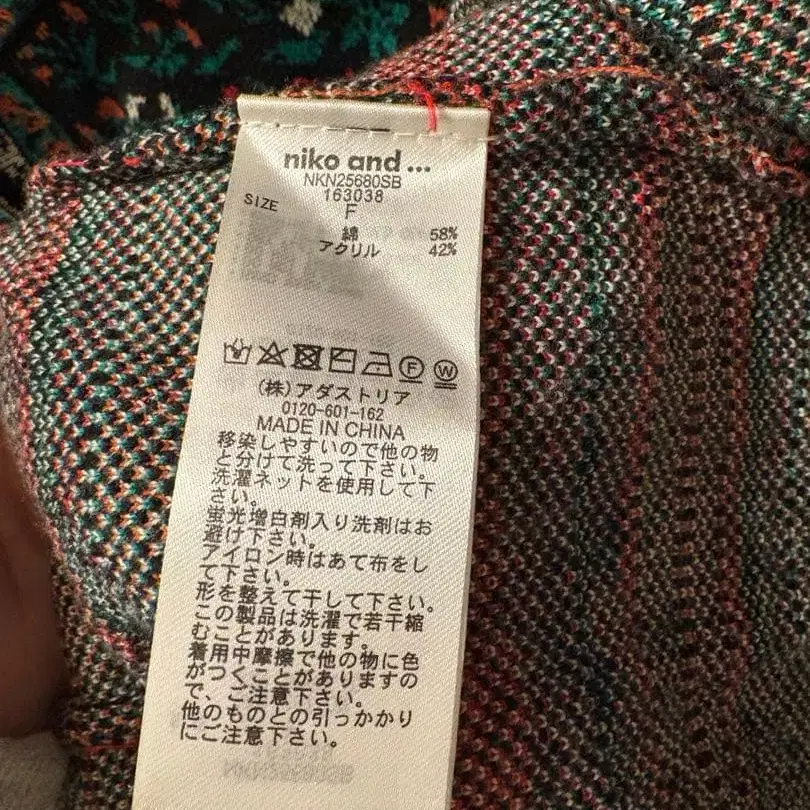 niko and ...
NKN25680SB
163038
SIZE
F
綿 58%
アクリル 42%
F W
(株)アダストリア
0120-601-162
MADE IN CHINA
移染しやすいので他の物
と分けて洗って下さい。
洗濯ネットを使用して下
さい。
蛍光増白剤入り洗剤はお
避け下さい。
アイロン時はあて布をし
て下さい。
形を整えて干して下さい。
この製品は洗濯で若干縮
むことがあります。
着用中摩擦で他の物に色
がつくことがありますの
で、ご注意下さい。
他のものとの引っかかり
にご注意下さい。